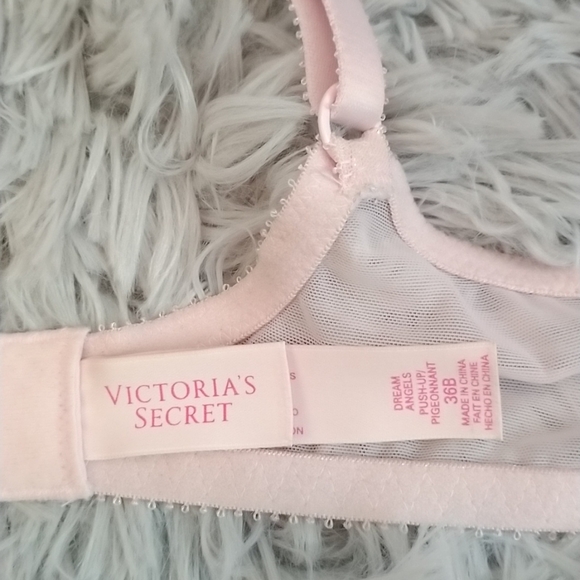 VICTORIA'S
SECRET
DREAM
ANGELS
PUSH-UP/
PIGEONNANT
36B
MADE IN CHINA
FAIT EN CHINE
HECHO EN CHINA